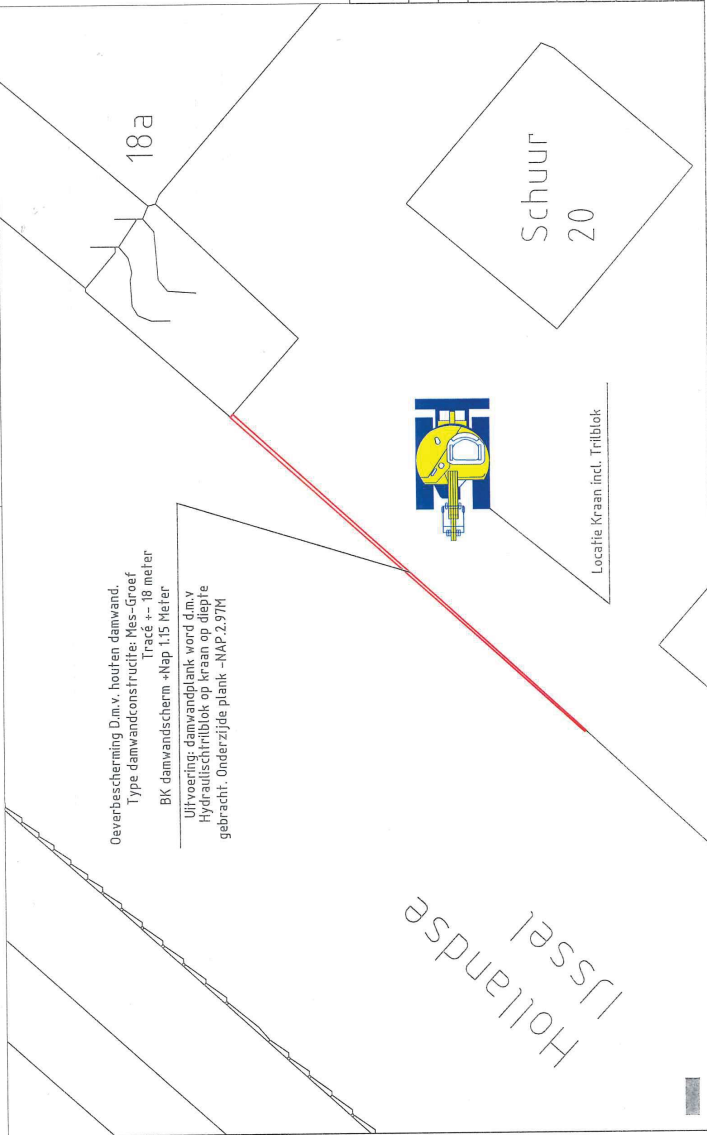 Oeverbescherming D.m.v. houten damwand.
Type damwandconstrucite: Mes-Groef
Tracé +- 18 meter
BK damwandscherm +Nap 1.15 Meter
Uitvoering: damwandplank word d.m.v
Hydraulischtrilblok op kraan op diepte
gebracht. Onderzijde plank -NAP.2.97M
18a
Schuur
20
Locatie Kraan incl. Trilblok
Hollandse
IJssel